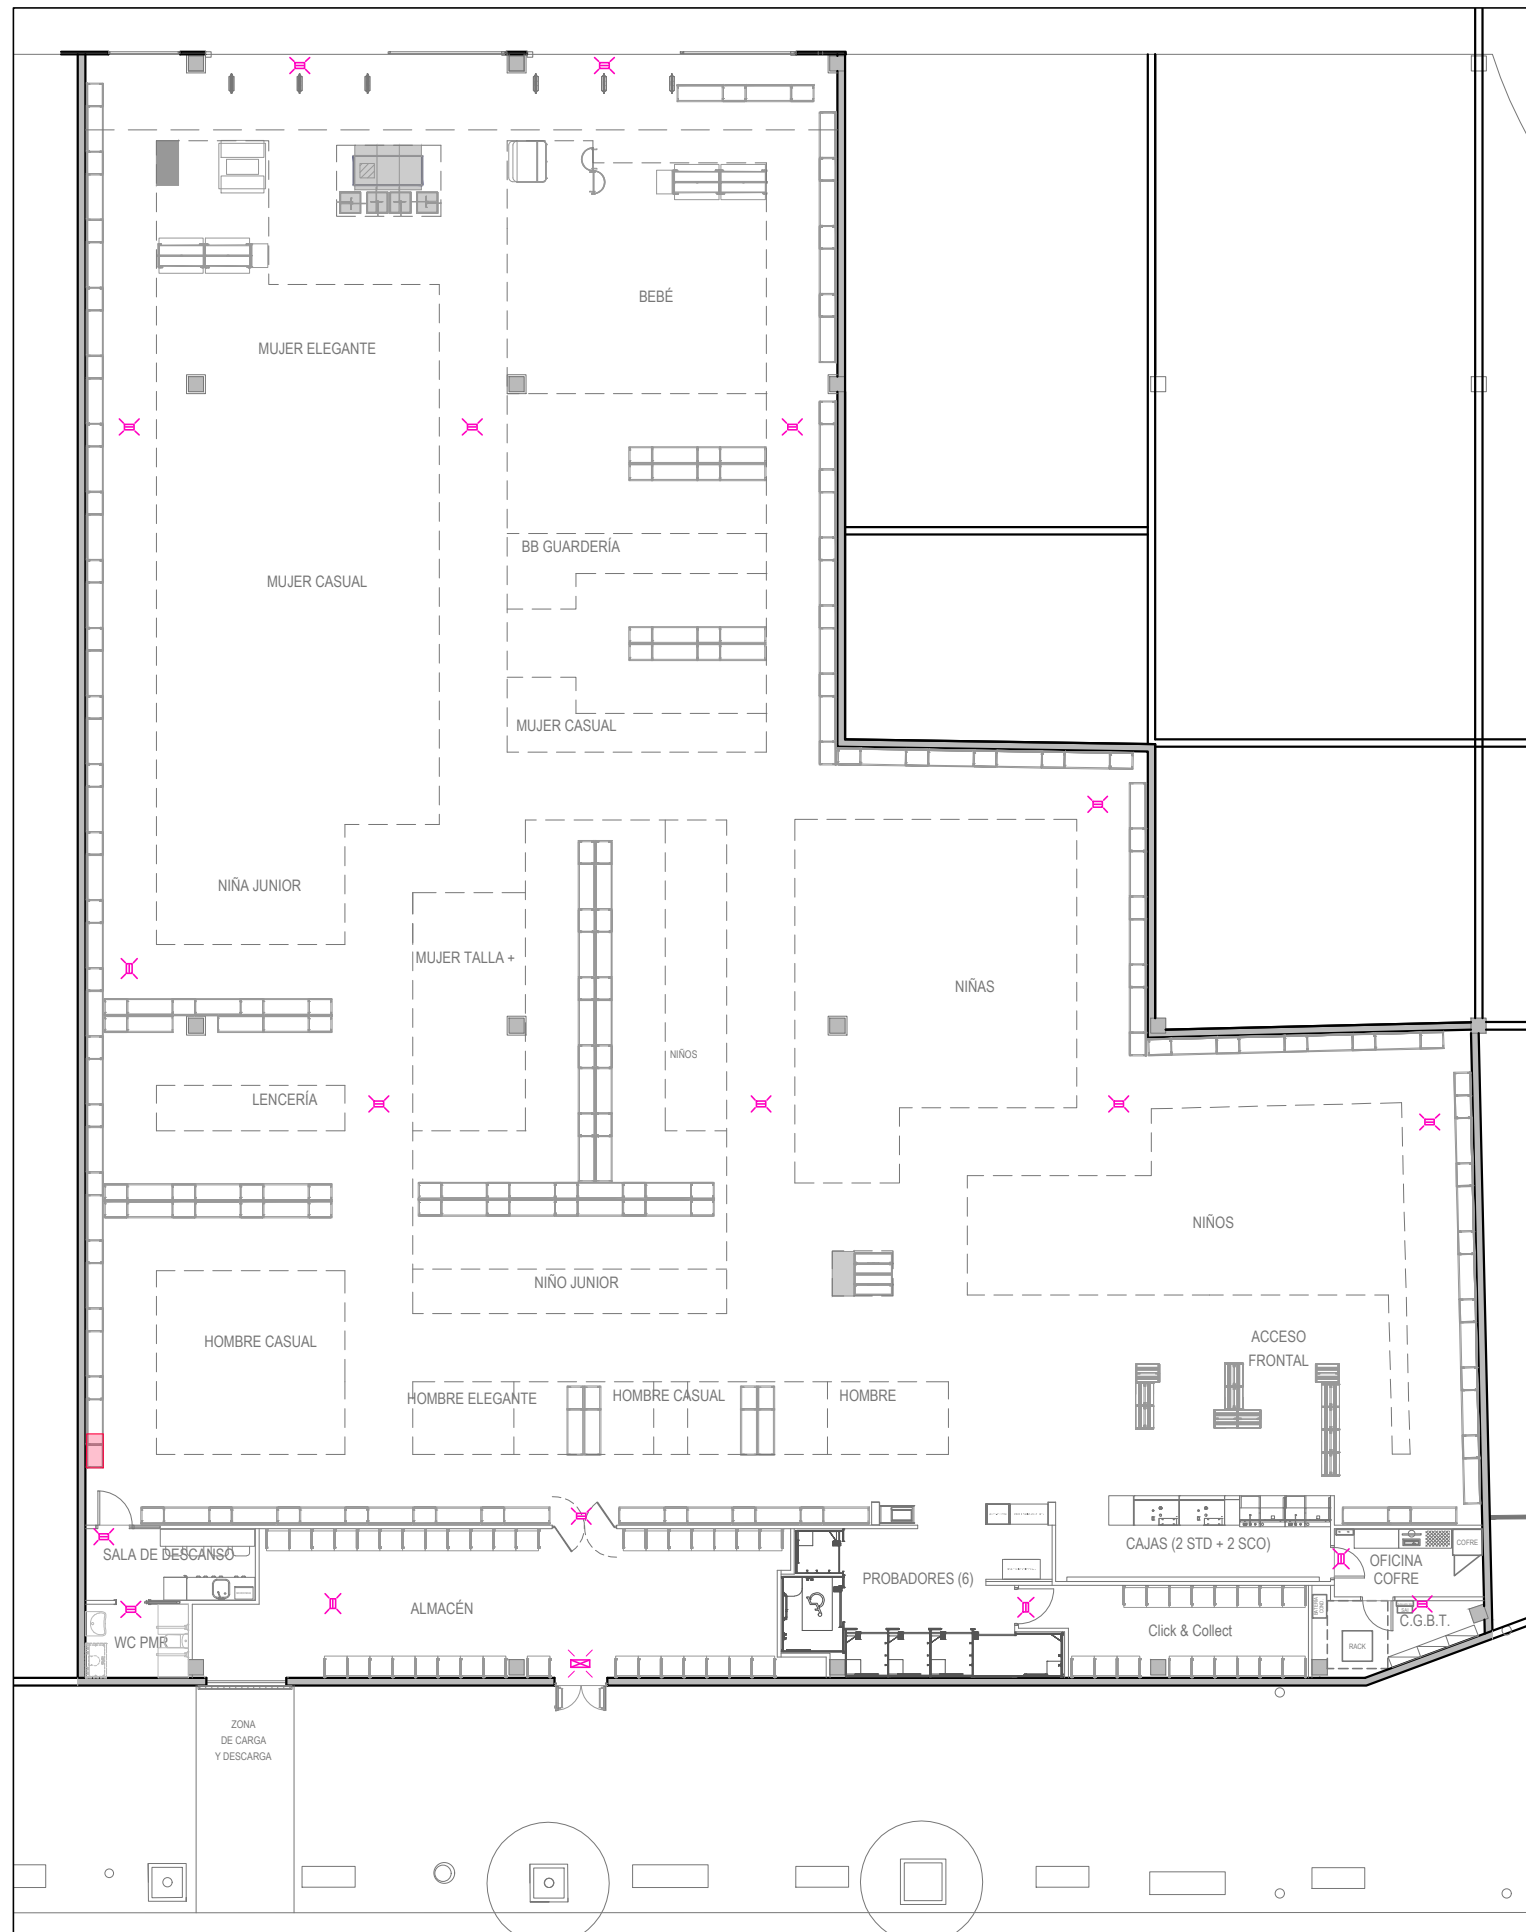 BEBÉ
MUJER ELEGANTE
BB GUARDERÍA
MUJER CASUAL
MUJER CASUAL
NIÑA JUNIOR
MUJER TALLA +
NIÑAS
NIÑOS
LENCERÍA
NIÑOS
NIÑO JUNIOR
HOMBRE CASUAL
ACCESO
FRONTAL
HOMBRE ELEGANTE
HOMBRE CASUAL
HOMBRE
CAJAS (2 STD + 2 SCO)
COFRE
SALA DE DESCANSO
OFICINA
COFRE
PROBADORES (6)
ALMACÉN
Click & Collect
C.G.B.T.
WC PMR
RACK
ZONA
DE CARGA
Y DESCARGA